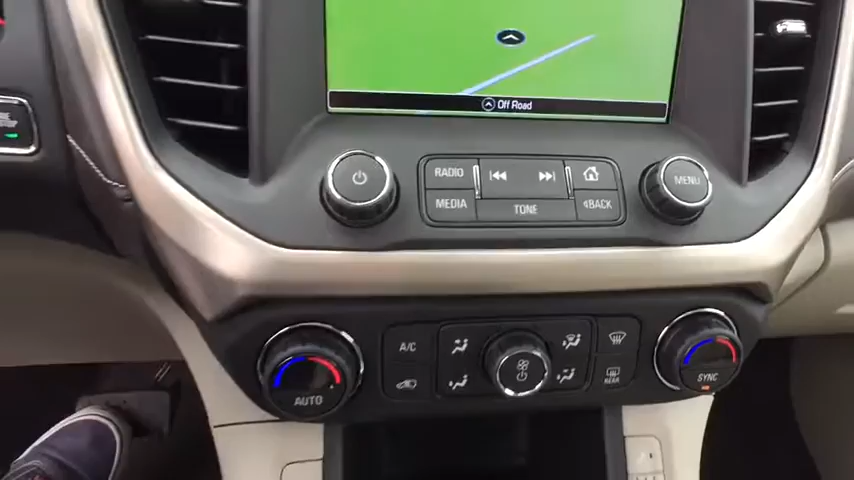 Off Road
RADIO
MEDIA
TONE
BACK
MENU
A/C
AUTO
REAR
SYNC